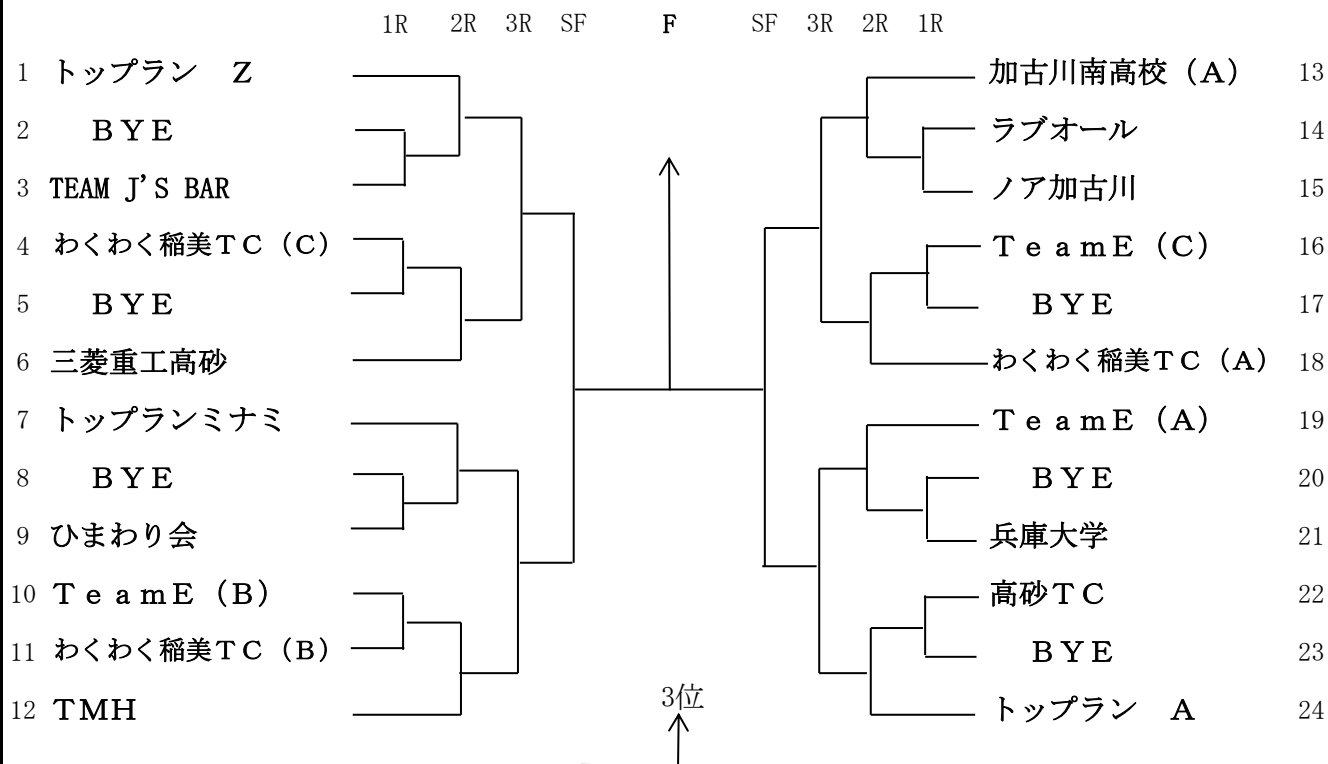 1R 2R 3R SF F SF 3R 2R 1R
1 トップラン　Z 加古川南高校（A） 13
2 BYE ラブオール 14
3 TEAM J'S BAR ノア加古川 15
4 わくわく稲美TC（C） TeamE（C） 16
5 BYE BYE 17
6 三菱重工高砂 わくわく稲美TC（A） 18
7 トップランミナミ TeamE（A） 19
8 BYE BYE 20
9 ひまわり会 兵庫大学 21
10 TeamE（B） 高砂TC 22
11 わくわく稲美TC（B） BYE 23
3位
12 TMH トップラン　A 24